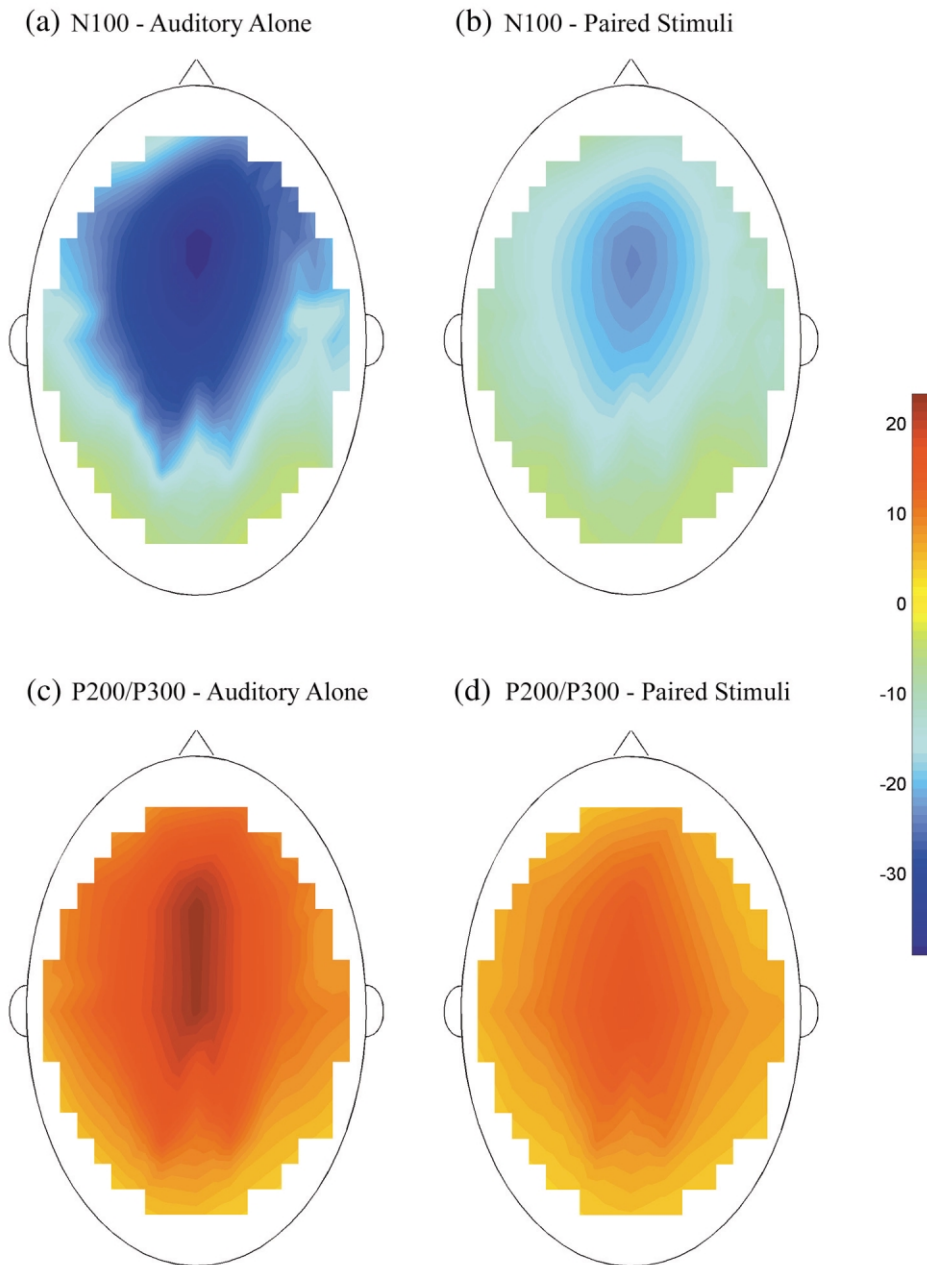 (a) N100 - Auditory Alone
(b) N100 - Paired Stimuli
20
10
0
-10
-20
-30
(c) P200/P300 - Auditory Alone
(d) P200/P300 - Paired Stimuli